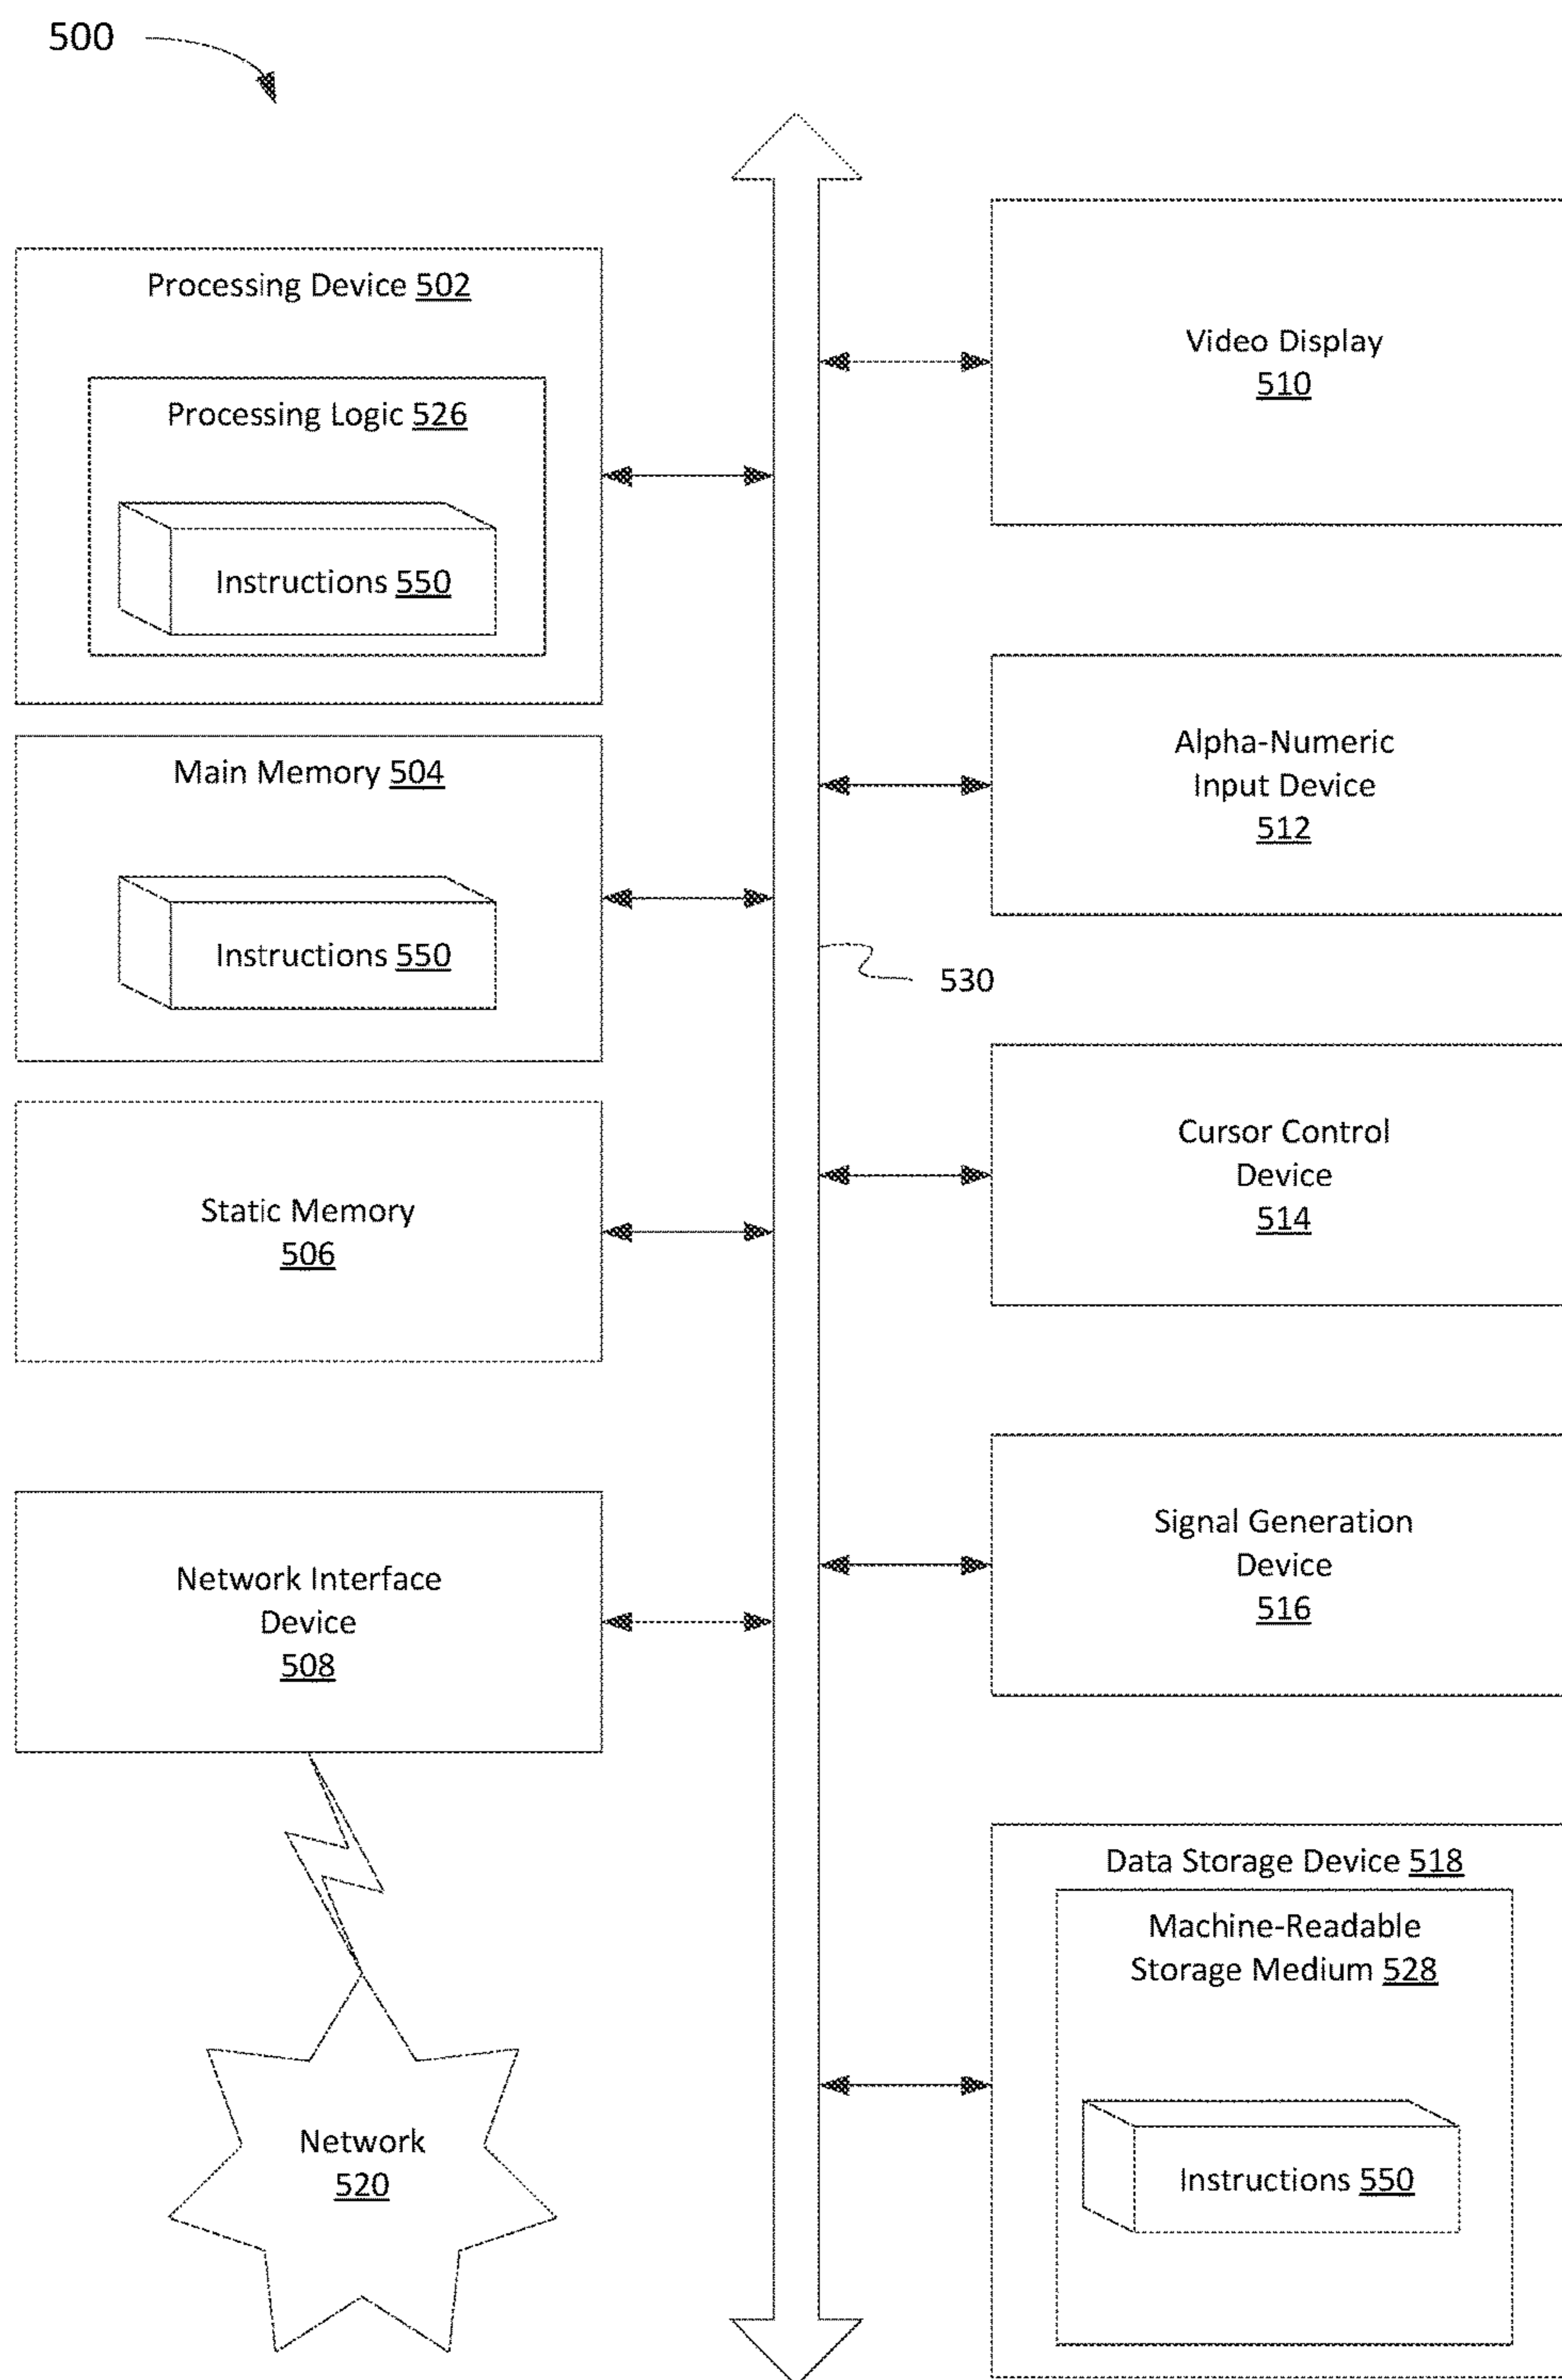 500
Processing Device 502
Processing Logic 526
Instructions 550
Main Memory 504
Instructions 550
Static Memory
506
Network Interface
Device
508
Network
520
Video Display
510
Alpha-Numeric
Input Device
512
530
Cursor Control
Device
514
Signal Generation
Device
516
Data Storage Device 518
Machine-Readable
Storage Medium 528
Instructions 550